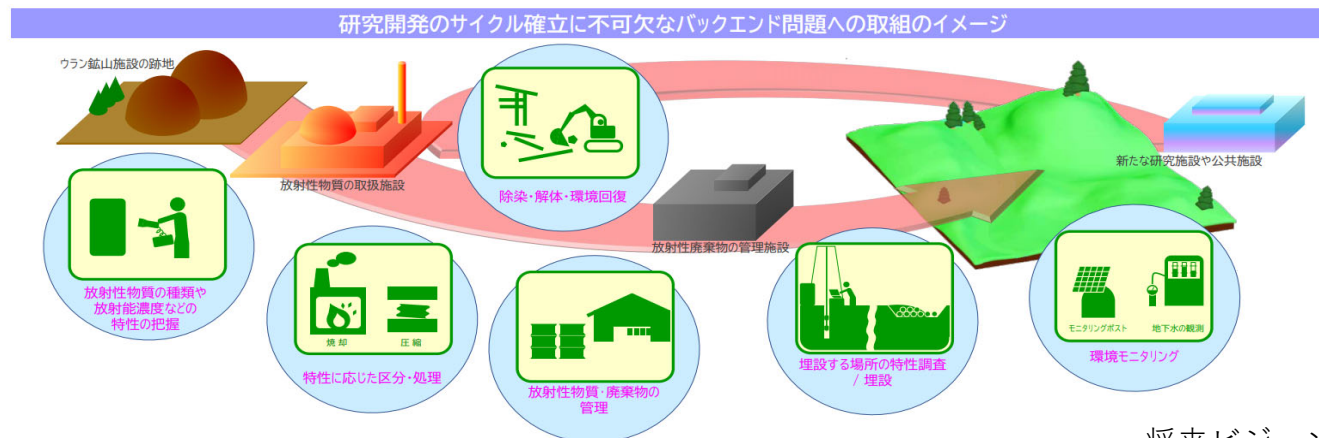 研究開発のサイクル確立に不可欠なバックエンド問題への取組のイメージ
ウラン鉱山施設の跡地
放射性物質の取扱施設
除染・解体・環境回復
放射性廃棄物の管理施設
新たな研究施設や公共施設
放射性物質の種類や
放射能濃度などの
特性の把握
焼却
圧縮
特性に応じた区分・処理
放射性物質・廃棄物の
管理
埋設する場所の特性調査
/ 埋設
モニタリングポスト
地下水の観測
環境モニタリング